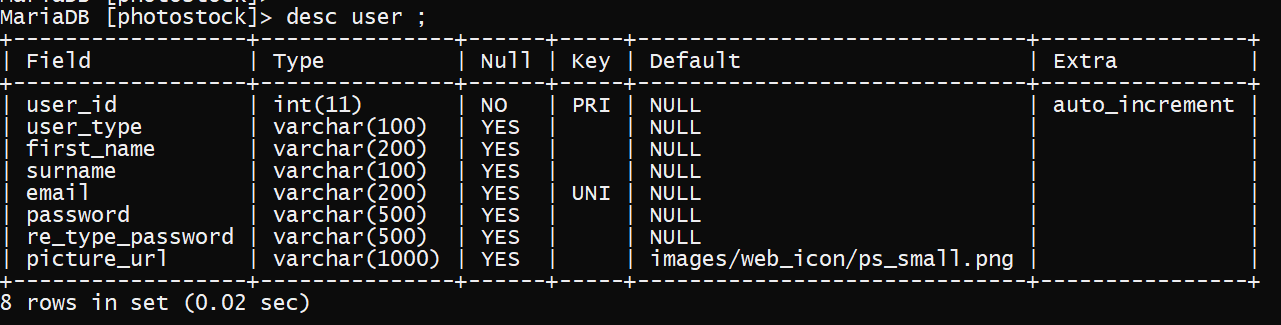 MariaDB [photostock]> desc user ;
+-------------------+---------------+------+-----+-------------------------------+----------------+
| Field             | Type          | Null | Key | Default                       | Extra          |
+-------------------+---------------+------+-----+-------------------------------+----------------+
| user_id           | int(11)       | NO   | PRI | NULL                          | auto_increment |
| user_type         | varchar(100)  | YES  |     | NULL                          |                |
| first_name        | varchar(200)  | YES  |     | NULL                          |                |
| surname           | varchar(100)  | YES  |     | NULL                          |                |
| email             | varchar(200)  | YES  | UNI | NULL                          |                |
| password          | varchar(500)  | YES  |     | NULL                          |                |
| re_type_password  | varchar(500)  | YES  |     | NULL                          |                |
| picture_url       | varchar(1000) | YES  |     | images/web_icon/ps_small.png  |                |
+-------------------+---------------+------+-----+-------------------------------+----------------+
8 rows in set (0.02 sec)